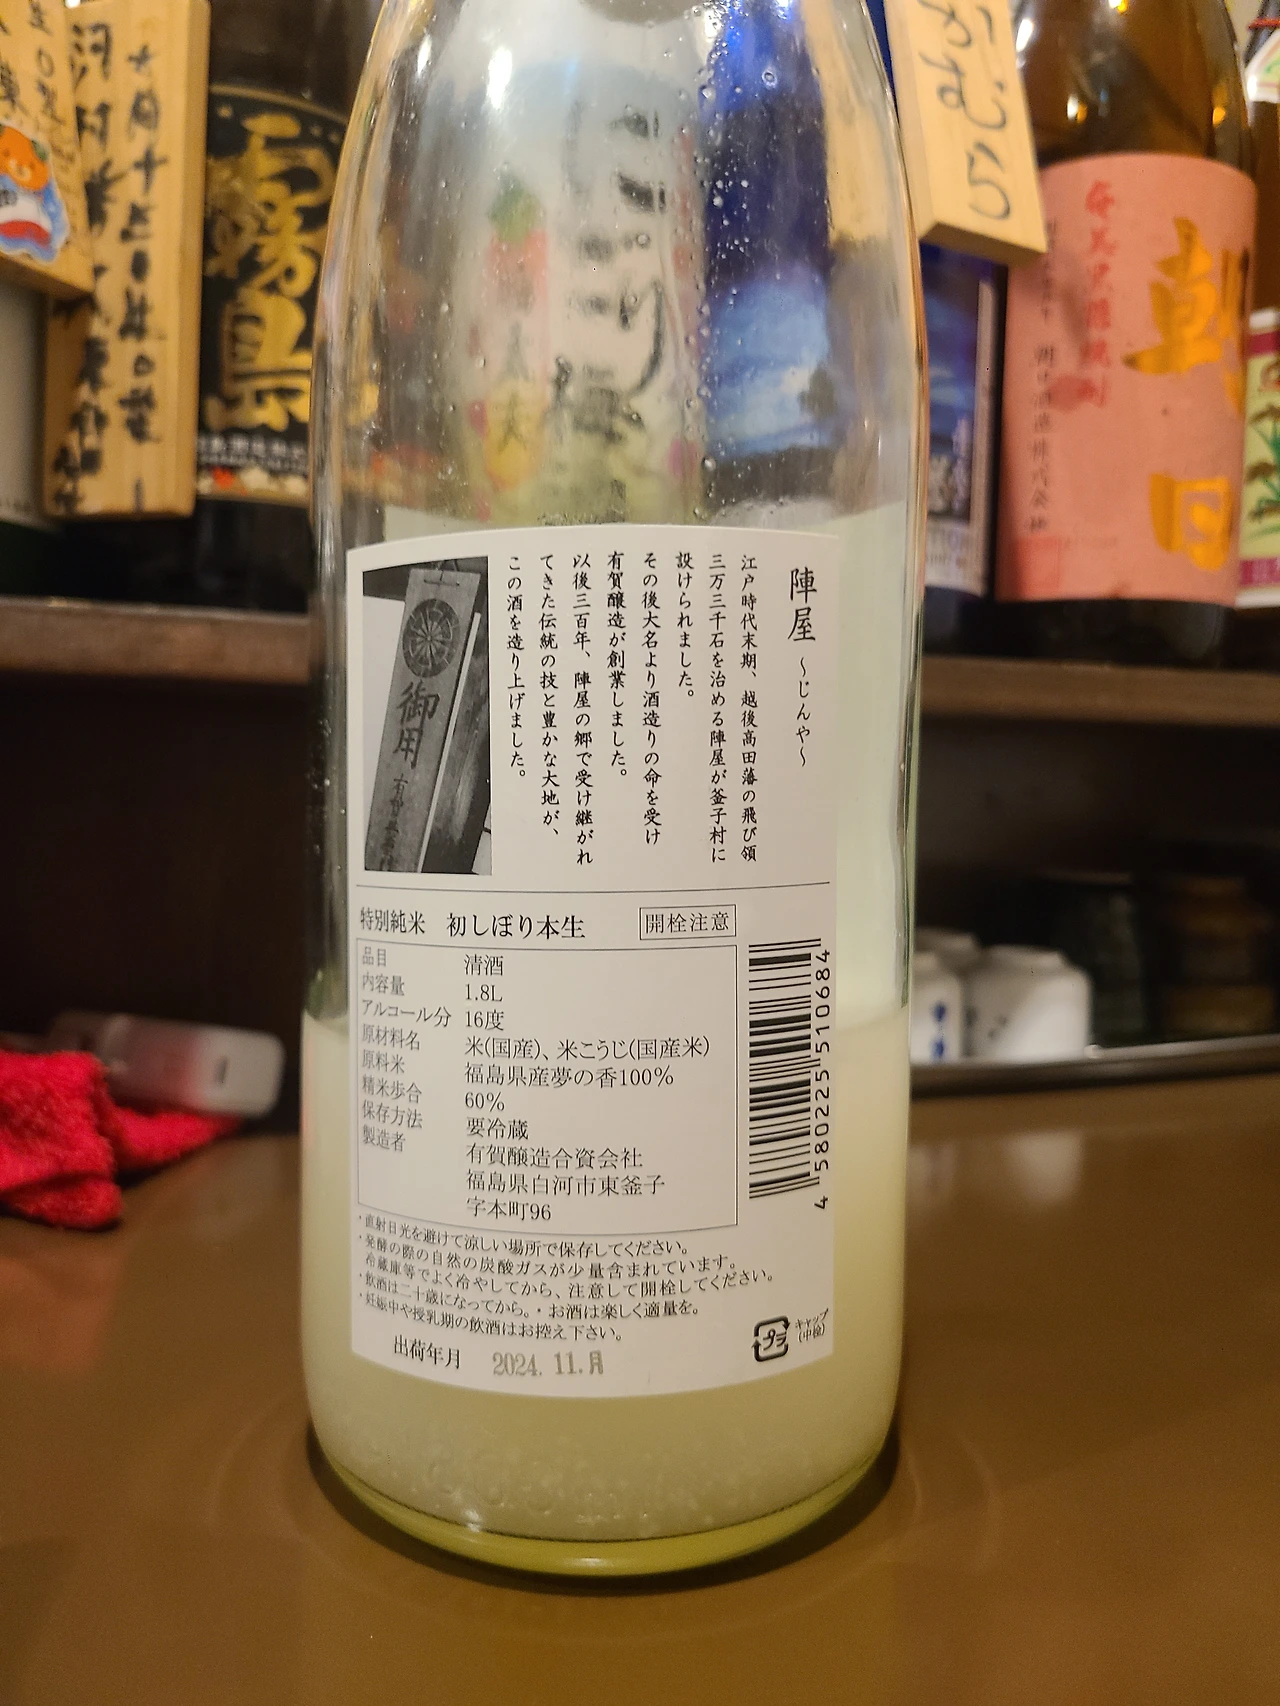 陣屋 〜じんや〜
江戸時代末期、越後高田藩の飛び領
三万三千石を治める陣屋が釜子村に
設けられました。
その後大名より酒造りの命を受け
有賀醸造が創業しました。
以後三百年、陣屋の郷で受け継がれ
てきた伝統の技と豊かな大地が、
この酒を造り上げました。
御用
特別純米 初しぼり本生 開栓注意
品目 清酒
内容量 1.8L
アルコール分 16度
原材料名 米(国産)、米こうじ(国産米)
原料米 福島県産夢の香100%
精米歩合 60%
保存方法 要冷蔵
製造者 有賀醸造合資会社
福島県白河市東釜子
字本町96
4 580225 510684
・直射日光を避けて涼しい場所で保存してください。
・発酵の際の自然の炭酸ガスが少量含まれています。
冷蔵庫等でよく冷やしてから、注意して開栓してください。
・飲酒は二十歳になってから。・お酒は楽しく適量を。
・妊娠中や授乳期の飲酒はお控え下さい。
出荷年月 2024.11.月
プラ
キャップ
(中栓)
霧島
かむら
朝日